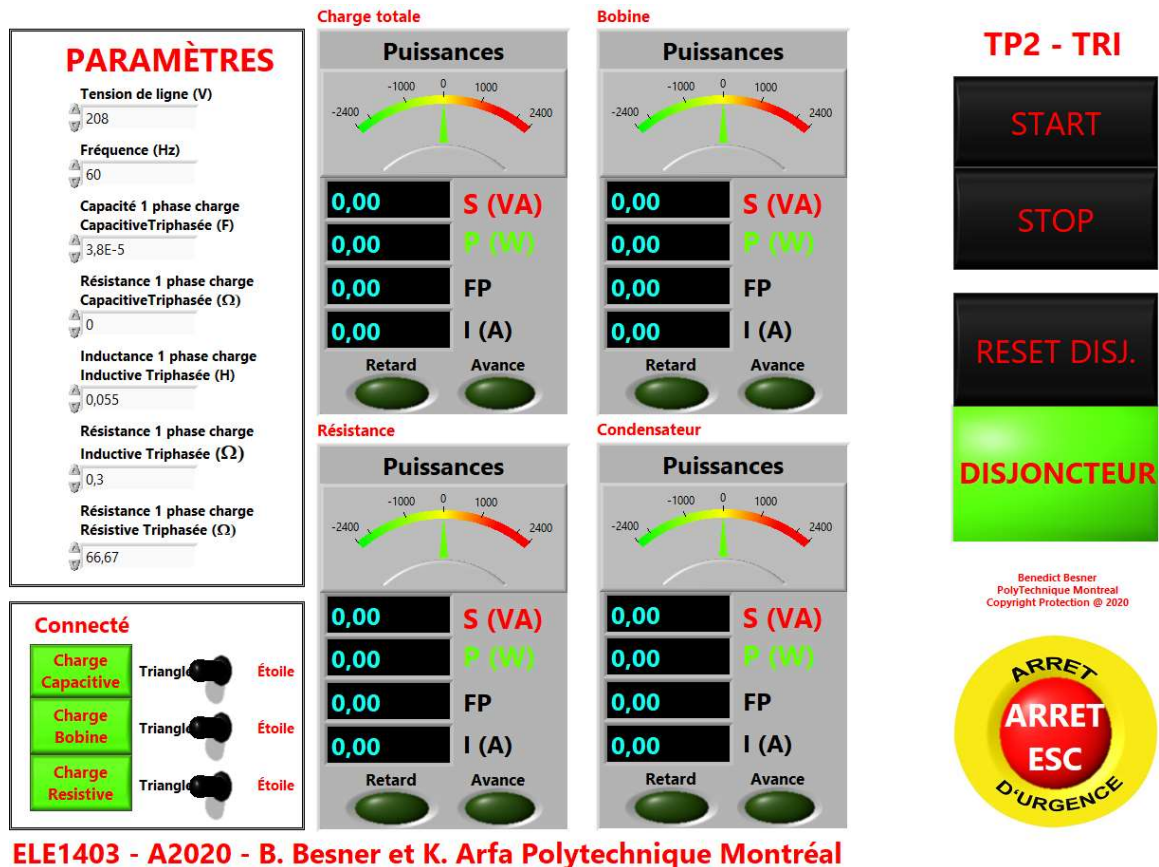 PARAMÈTRES
Tension de ligne (V)
208
Fréquence (Hz)
60
Capacité 1 phase charge
CapacitiveTriphasée (F)
3,8E-5
Résistance 1 phase charge
CapacitiveTriphasée (Ω)
0
Inductance 1 phase charge
Inductive Triphasée (H)
0,055
Résistance 1 phase charge
Inductive Triphasée (Ω)
0,3
Résistance 1 phase charge
Résistive Triphasée (Ω)
66,67
Connecté
Charge
Capacitive
Triangle
Étoile
Charge
Bobine
Triangle
Étoile
Charge
Resistive
Triangle
Étoile
Charge totale
Puissances
-2400 -1000 0 1000 2400
0,00 S (VA)
0,00 P (W)
0,00 FP
0,00 I (A)
Retard Avance
Bobine
Puissances
-2400 -1000 0 1000 2400
0,00 S (VA)
0,00 P (W)
0,00 FP
0,00 I (A)
Retard Avance
Résistance
Puissances
-2400 -1000 0 1000 2400
0,00 S (VA)
0,00 P (W)
0,00 FP
0,00 I (A)
Retard Avance
Condensateur
Puissances
-2400 -1000 0 1000 2400
0,00 S (VA)
0,00 P (W)
0,00 FP
0,00 I (A)
Retard Avance
TP2 - TRI
START
STOP
RESET DISJ.
DISJONCTEUR
Benedict Besner
PolyTechnique Montreal
Copyright Protection @ 2020
ARRET
ARRET
ESC
D'URGENCE
ELE1403 - A2020 - B. Besner et K. Arfa Polytechnique Montréal